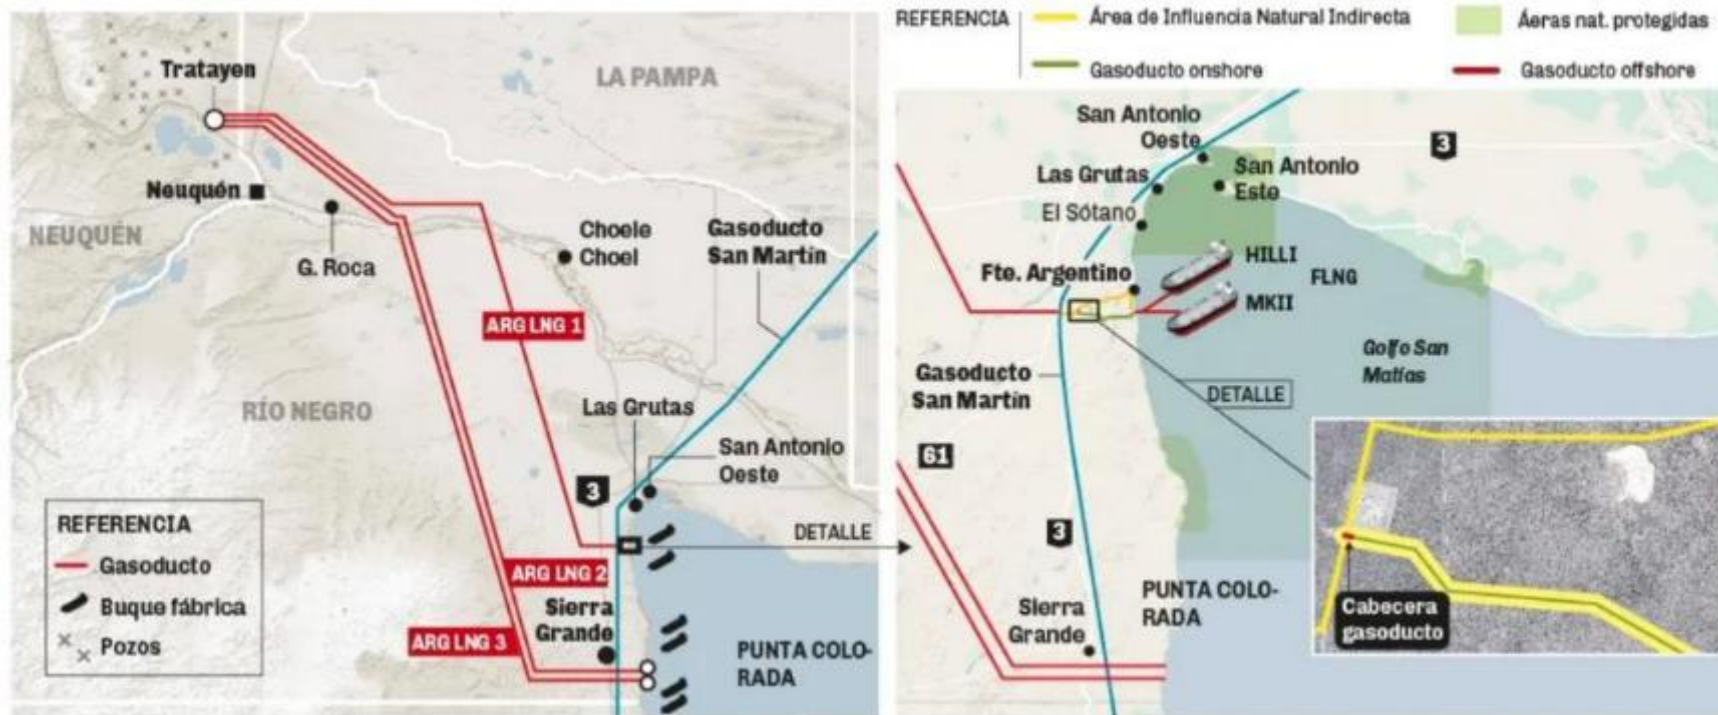 Tratayen
LA PAMPA
Neuquén
NEUQUÉN
G. Roca
Choele
Choel
Gasoducto
San Martín
ARG LNG 1
RÍO NEGRO
Las Grutas
San Antonio
Oeste
3
DETALLE
REFERENCIA
Gasoducto
Buque fábrica
Pozos
ARG LNG 2
ARG LNG 3
Sierra
Grande
PUNTA COLO-
RADA
REFERENCIA
Área de Influencia Natural Indirecta
Áeras nat. protegidas
Gasoducto onshore
Gasoducto offshore
San Antonio
Oeste
3
Las Grutas
San Antonio
Este
El Sótano
Fte. Argentino
HILLI
FLNG
MKII
Golfo San
Matías
Gasoducto
San Martín
DETALLE
61
3
Sierra
Grande
PUNTA COLO-
RADA
Cabecera
gasoducto